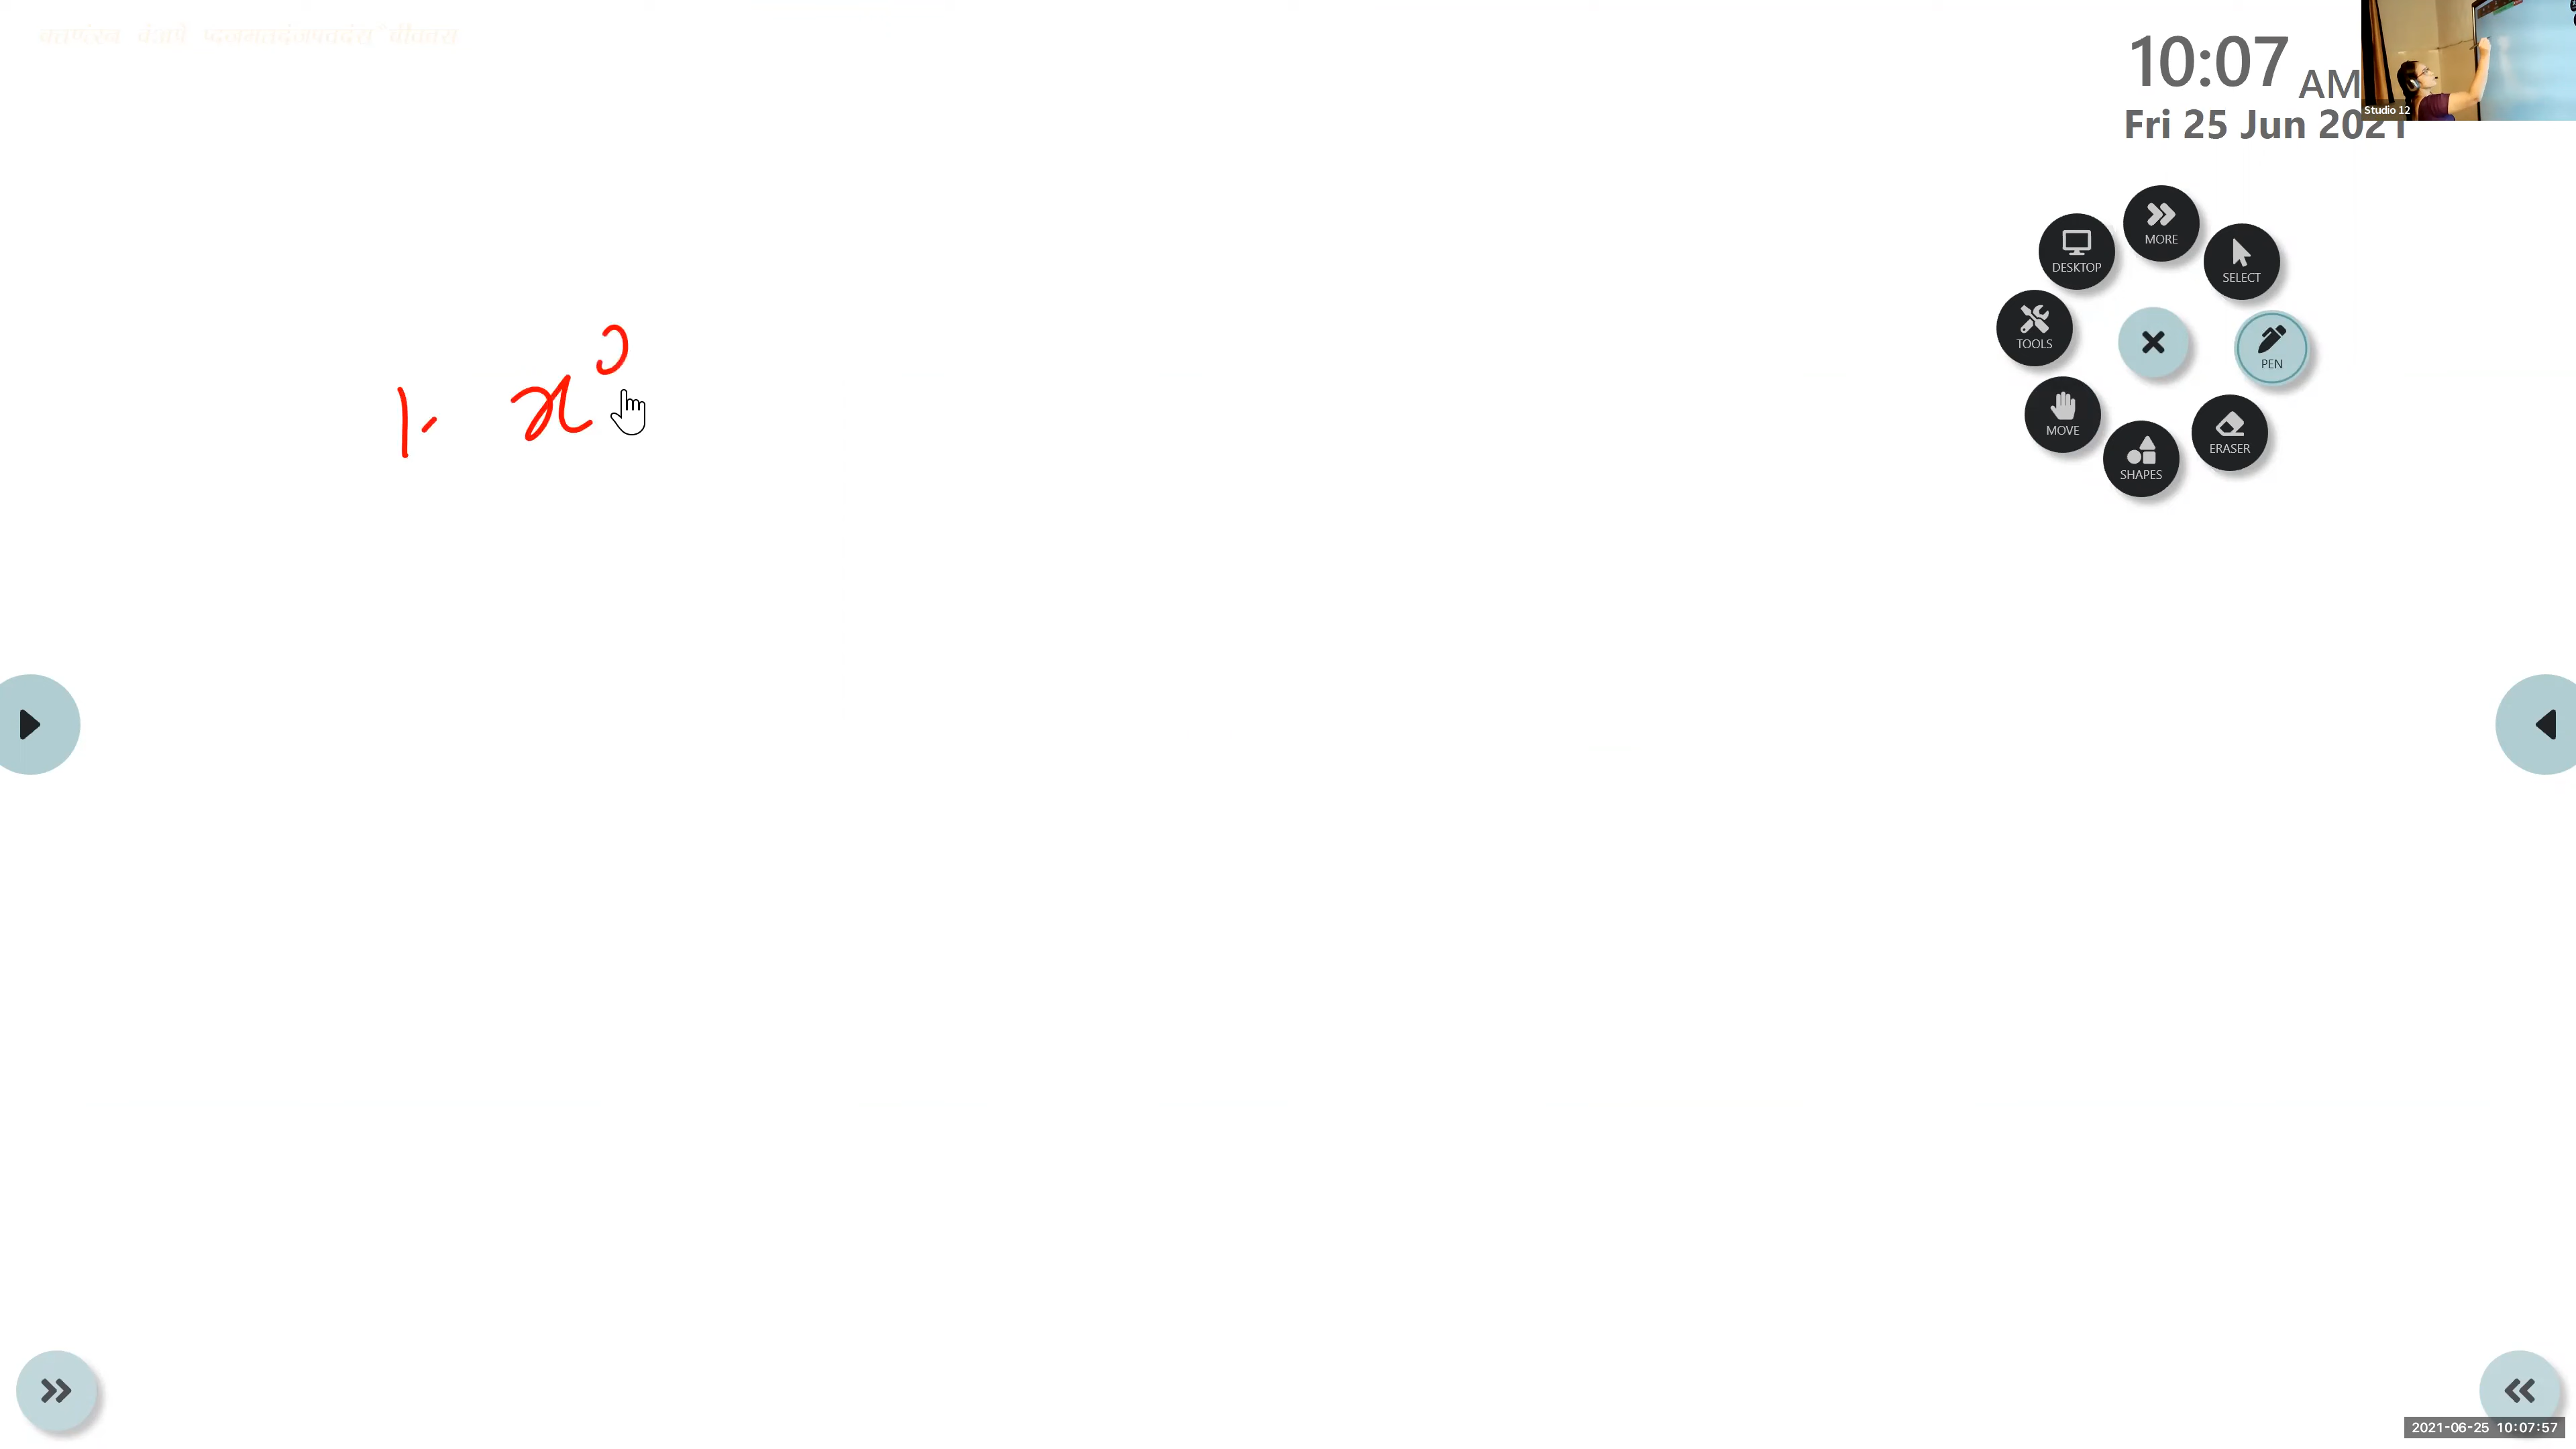 10:07 AM
Studio 12
Fri 25 Jun 2021
MORE
DESKTOP
SELECT
TOOLS
PEN
MOVE
ERASER
SHAPES
1. x
2021-06-25 10:07:57